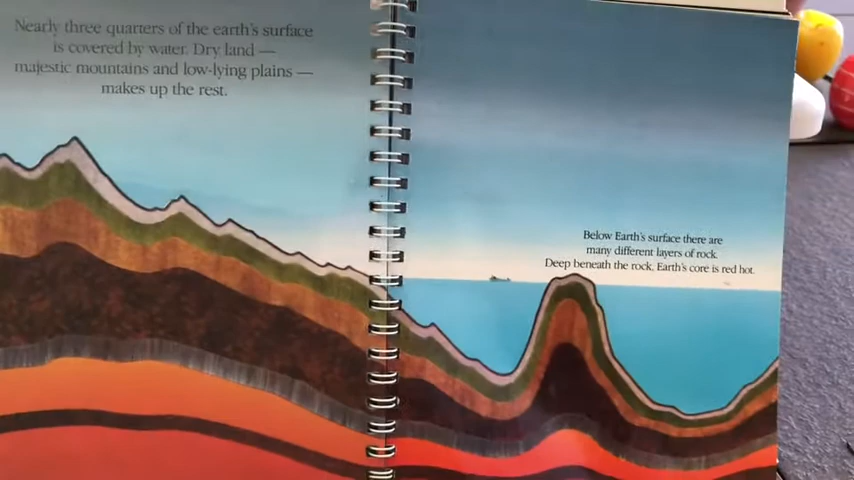 Nearly three quarters of the earth's surface
is covered by water. Dry land —
majestic mountains and low-lying plains —
makes up the rest.
Below Earth's surface there are
many different layers of rock.
Deep beneath the rock, Earth's core is red hot.